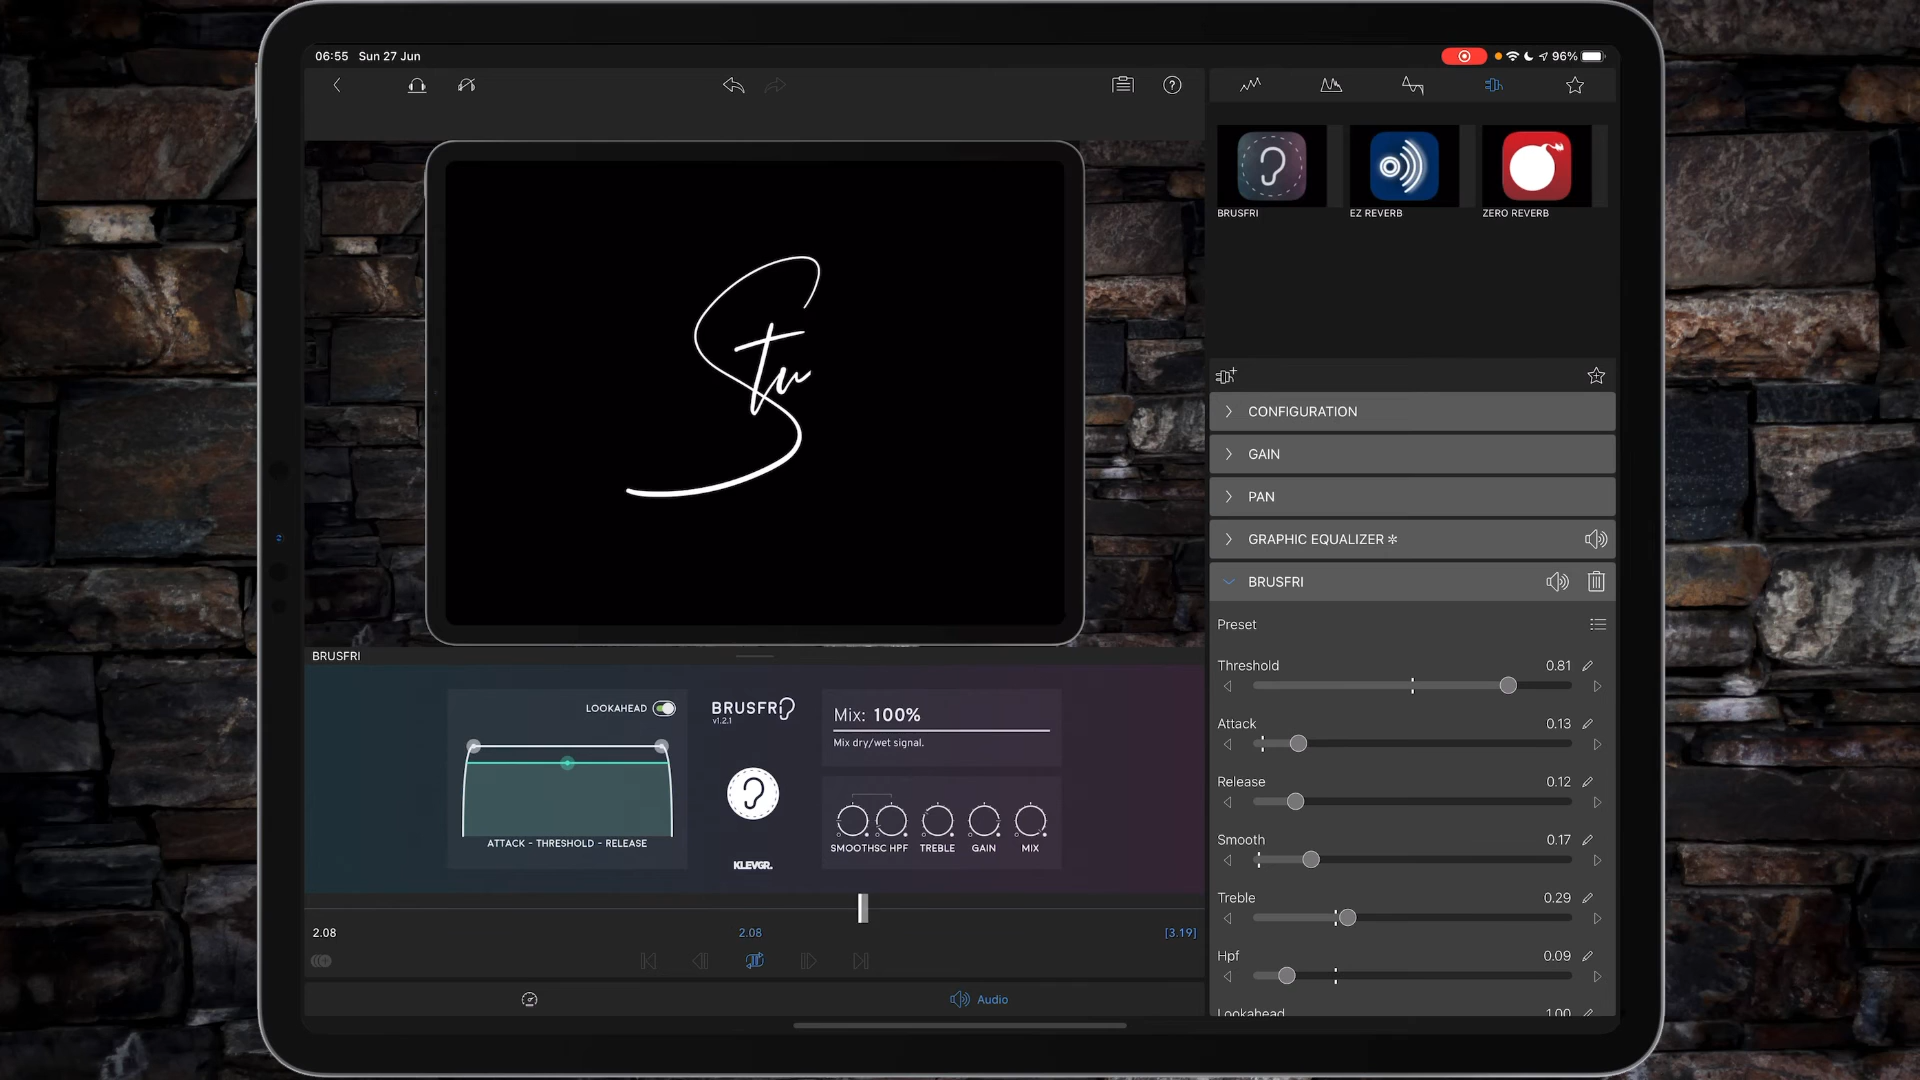 06:55 Sun 27 Jun
96%
BRUSFRI
EZ REVERB
ZERO REVERB
Stu
CONFIGURATION
GAIN
PAN
GRAPHIC EQUALIZER ✻
BRUSFRI
Preset
Threshold 0.81
Attack 0.13
Release 0.12
Smooth 0.17
Treble 0.29
Hpf 0.09
Lookahead 1.00
BRUSFRI
LOOKAHEAD
ATTACK - THRESHOLD - RELEASE
BRUSFRI
v1.2.1
KLEVGR.
Mix: 100%
Mix dry/wet signal.
SMOOTH SC HPF TREBLE GAIN MIX
2.08 2.08 [3.19]
Audio